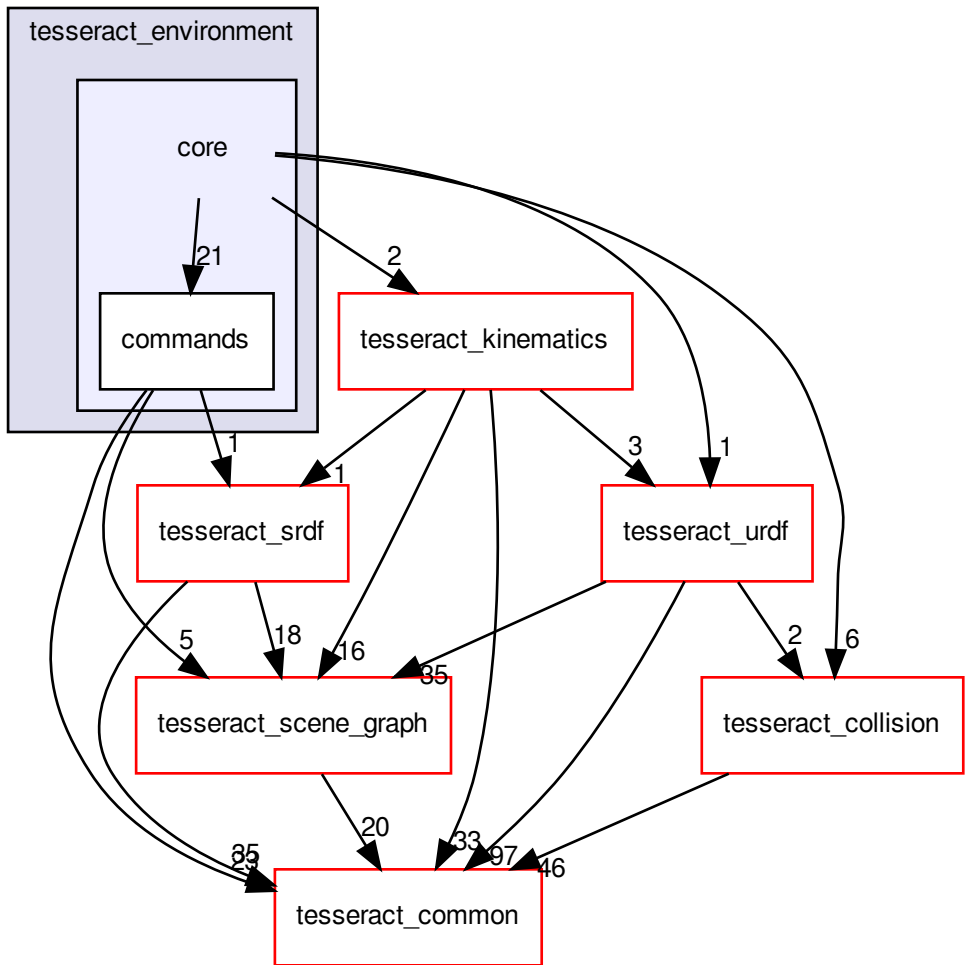 tesseract_environment
core
21
2
commands
tesseract_kinematics
1
1
3
1
tesseract_srdf
tesseract_urdf
5
18
16
35
2
6
tesseract_scene_graph
tesseract_collision
20
33
97
46
tesseract_common